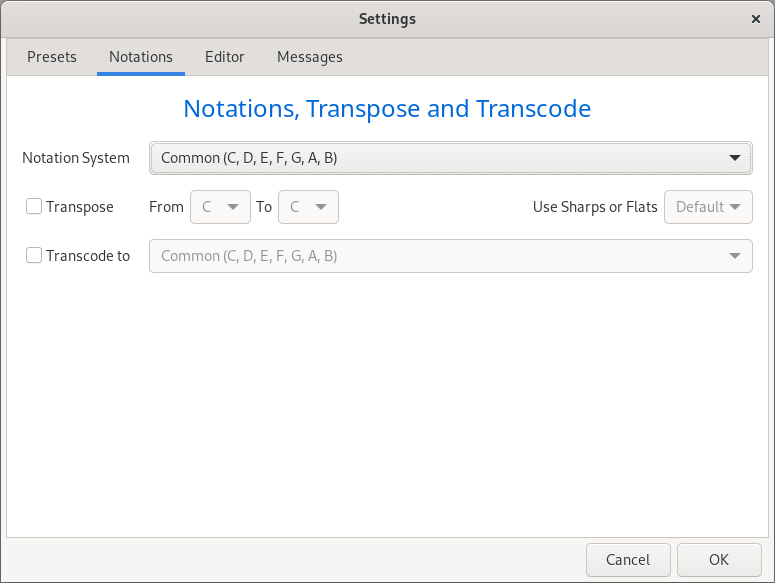 Settings
Presets Notations Editor Messages
Notations, Transpose and Transcode
Notation System Common (C, D, E, F, G, A, B)
Transpose From C To C Use Sharps or Flats Default
Transcode to Common (C, D, E, F, G, A, B)
Cancel OK